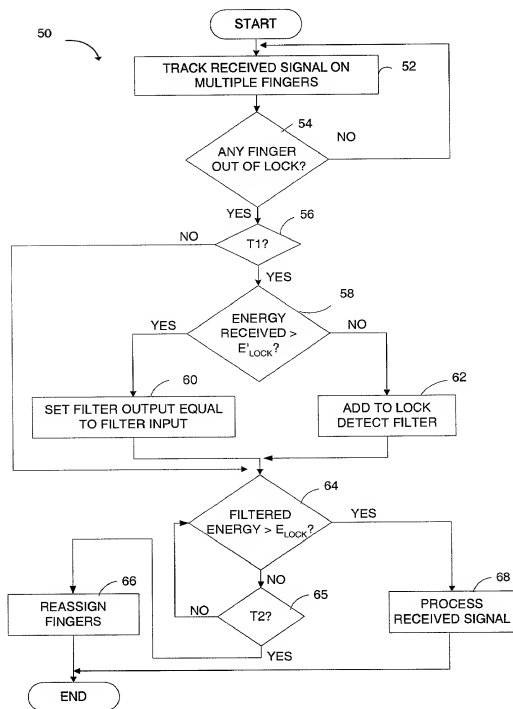 50
START
TRACK RECEIVED SIGNAL ON
MULTIPLE FINGERS
52
54
NO
ANY FINGER
OUT OF LOCK?
YES
56
NO
T1?
YES
58
ENERGY
RECEIVED >
E'LOCK?
YES
NO
60
62
SET FILTER OUTPUT EQUAL
TO FILTER INPUT
ADD TO LOCK
DETECT FILTER
64
FILTERED
ENERGY > ELOCK?
YES
NO
66
65
68
REASSIGN
FINGERS
NO
T2?
YES
PROCESS
RECEIVED SIGNAL
END